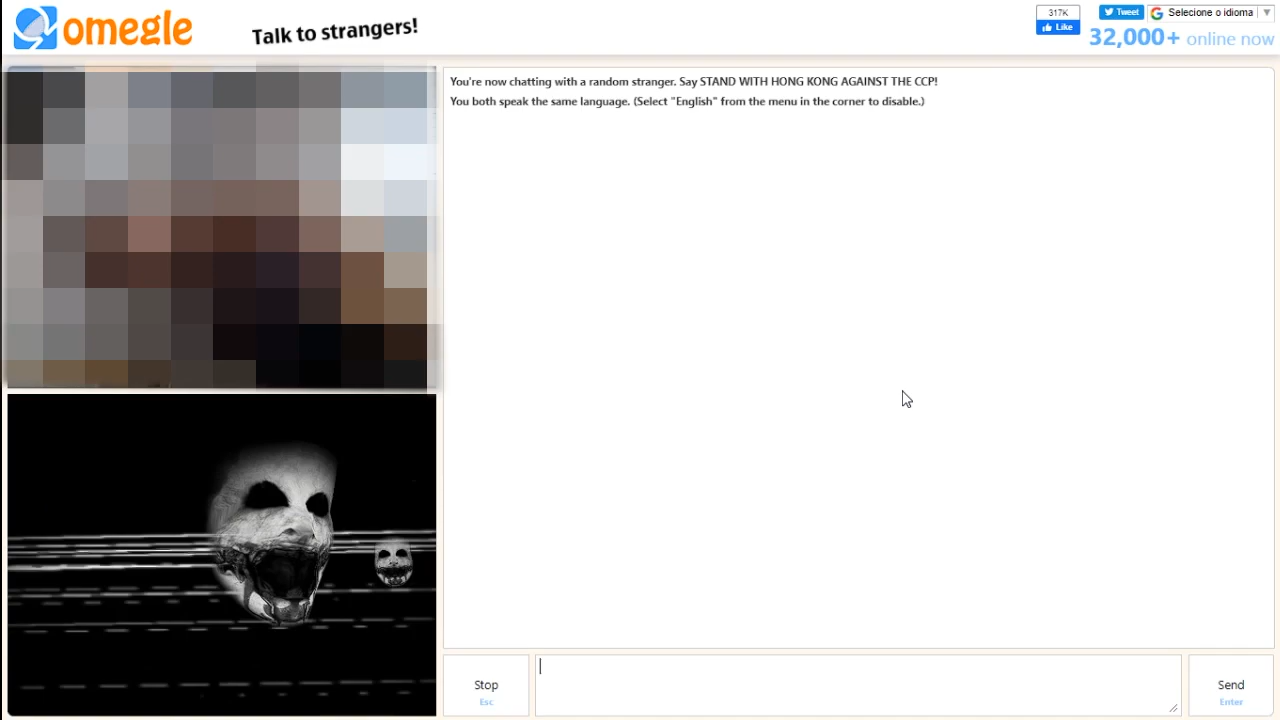 omegle
Talk to strangers!
317K
Like
Tweet
Selecione o idioma
32,000+ online now
You're now chatting with a random stranger. Say STAND WITH HONG KONG AGAINST THE CCP!
You both speak the same language. (Select "English" from the menu in the corner to disable.)
Stop
Esc
Send
Enter